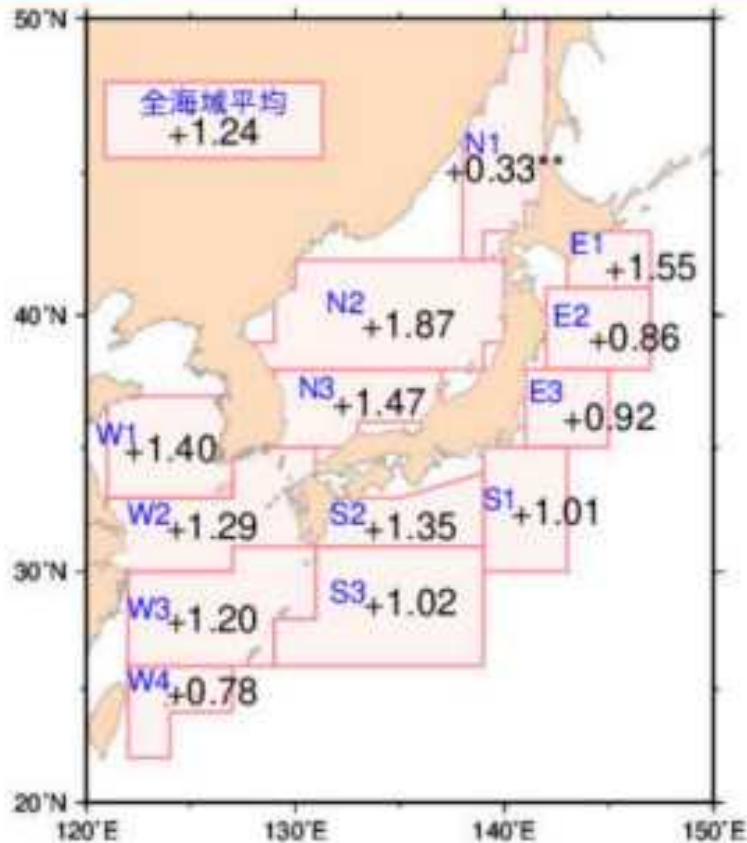 50°N
全海域平均
+1.24
N1
+0.33**
E1
+1.55
40°N
N2
+1.87
E2
+0.86
N3
+1.47
E3
+0.92
W1
+1.40
W2
+1.29
S2
+1.35
S1
+1.01
30°N
W3
+1.20
S3
+1.02
W4
+0.78
20°N
120°E
130°E
140°E
150°E